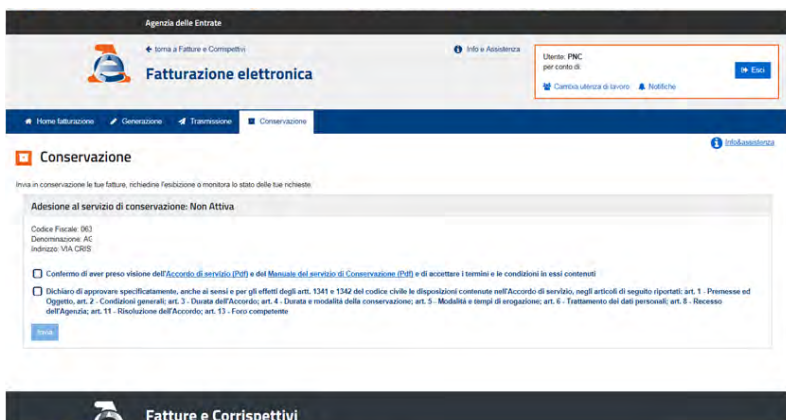 Agenzia delle Entrate
torna a Fatture e Corrispettivi
Info e Assistenza
Fatturazione elettronica
Utente: PNC
per conto di:
Esci
Cambia utenza di lavoro Notifiche
Home fatturazione Generazione Trasmissione Conservazione
Info&assistenza
Conservazione
Invia in conservazione le tue fatture, richiedine l'esibizione o monitora lo stato delle tue richieste.
Adesione al servizio di conservazione: Non Attiva
Codice Fiscale: 063
Denominazione: AG
Indirizzo: VIA CRIS
Confermo di aver preso visione dell'Accordo di servizio (Pdf) e del Manuale del servizio di Conservazione (Pdf) e di accettare i termini e le condizioni in essi contenuti
Dichiaro di approvare specificatamente, anche ai sensi e per gli effetti degli artt. 1341 e 1342 del codice civile le disposizioni contenute nell'Accordo di servizio, negli articoli di seguito riportati: art. 1 - Premesse ed
Oggetto, art. 2 - Condizioni generali; art. 3 - Durata dell'Accordo; art. 4 - Durata e modalità della conservazione; art. 5 - Modalità e tempi di erogazione; art. 6 - Trattamento dei dati personali; art. 8 - Recesso
dell'Agenzia; art. 11 - Risoluzione dell'Accordo; art. 13 - Foro competente
Invia
Fatture e Corrispettivi